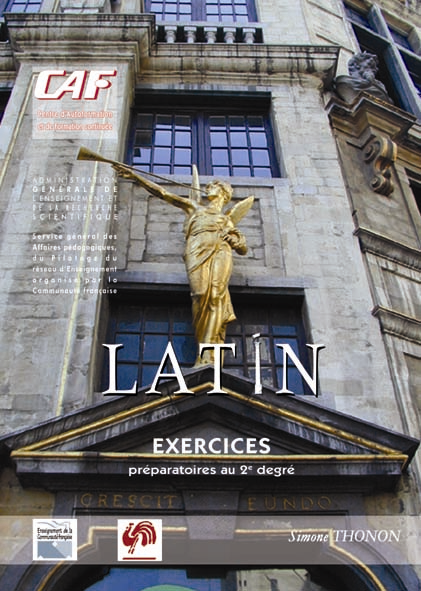 CAF
Centre d'Autoformation
et de formation continuée
ADMINISTRATION
GÉNÉRALE DE
L'ENSEIGNEMENT ET
DE LA RECHERCHE
SCIENTIFIQUE
Service général des
Affaires pédagogiques,
du Pilotage du
réseau d'Enseignement
organisé par la
Communauté française
LATIN
EXERCICES
préparatoires au 2e degré
CRESCIT EUNDO
Enseignement de la
Communauté française
Simone THONON